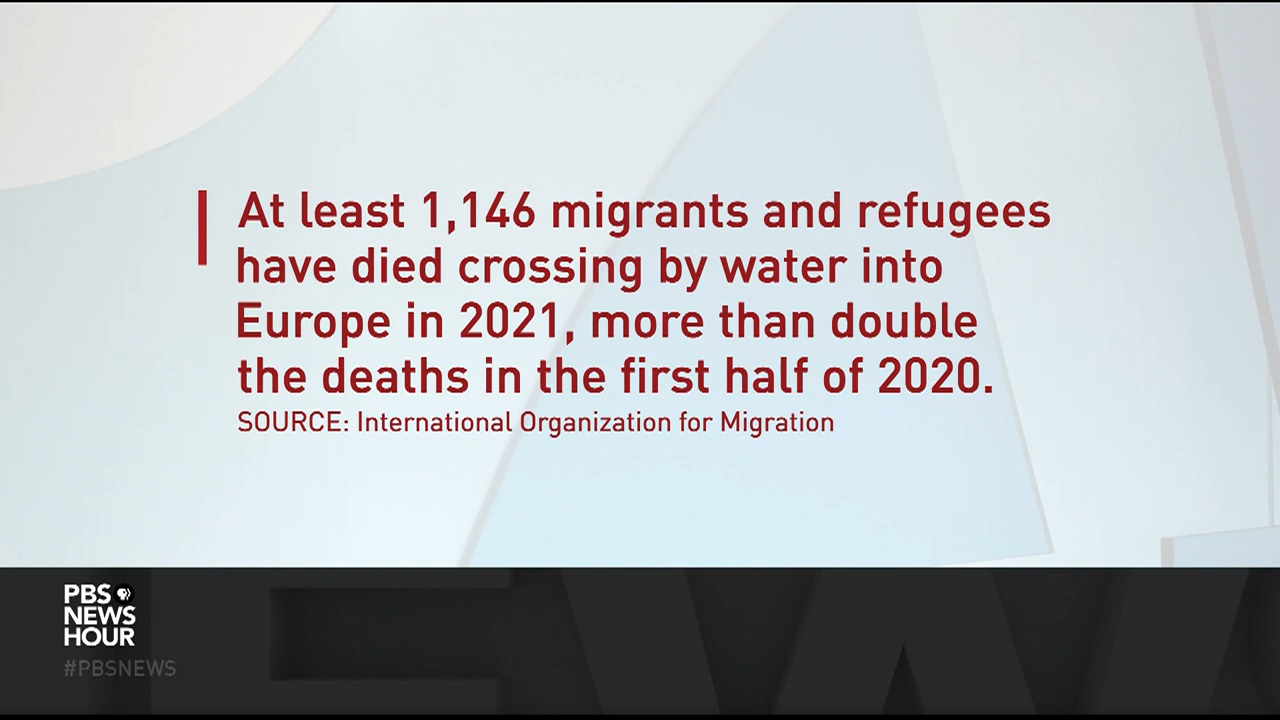 At least 1,146 migrants and refugees
have died crossing by water into
Europe in 2021, more than double
the deaths in the first half of 2020.
SOURCE: International Organization for Migration
PBS
NEWS
HOUR
#PBSNEWS